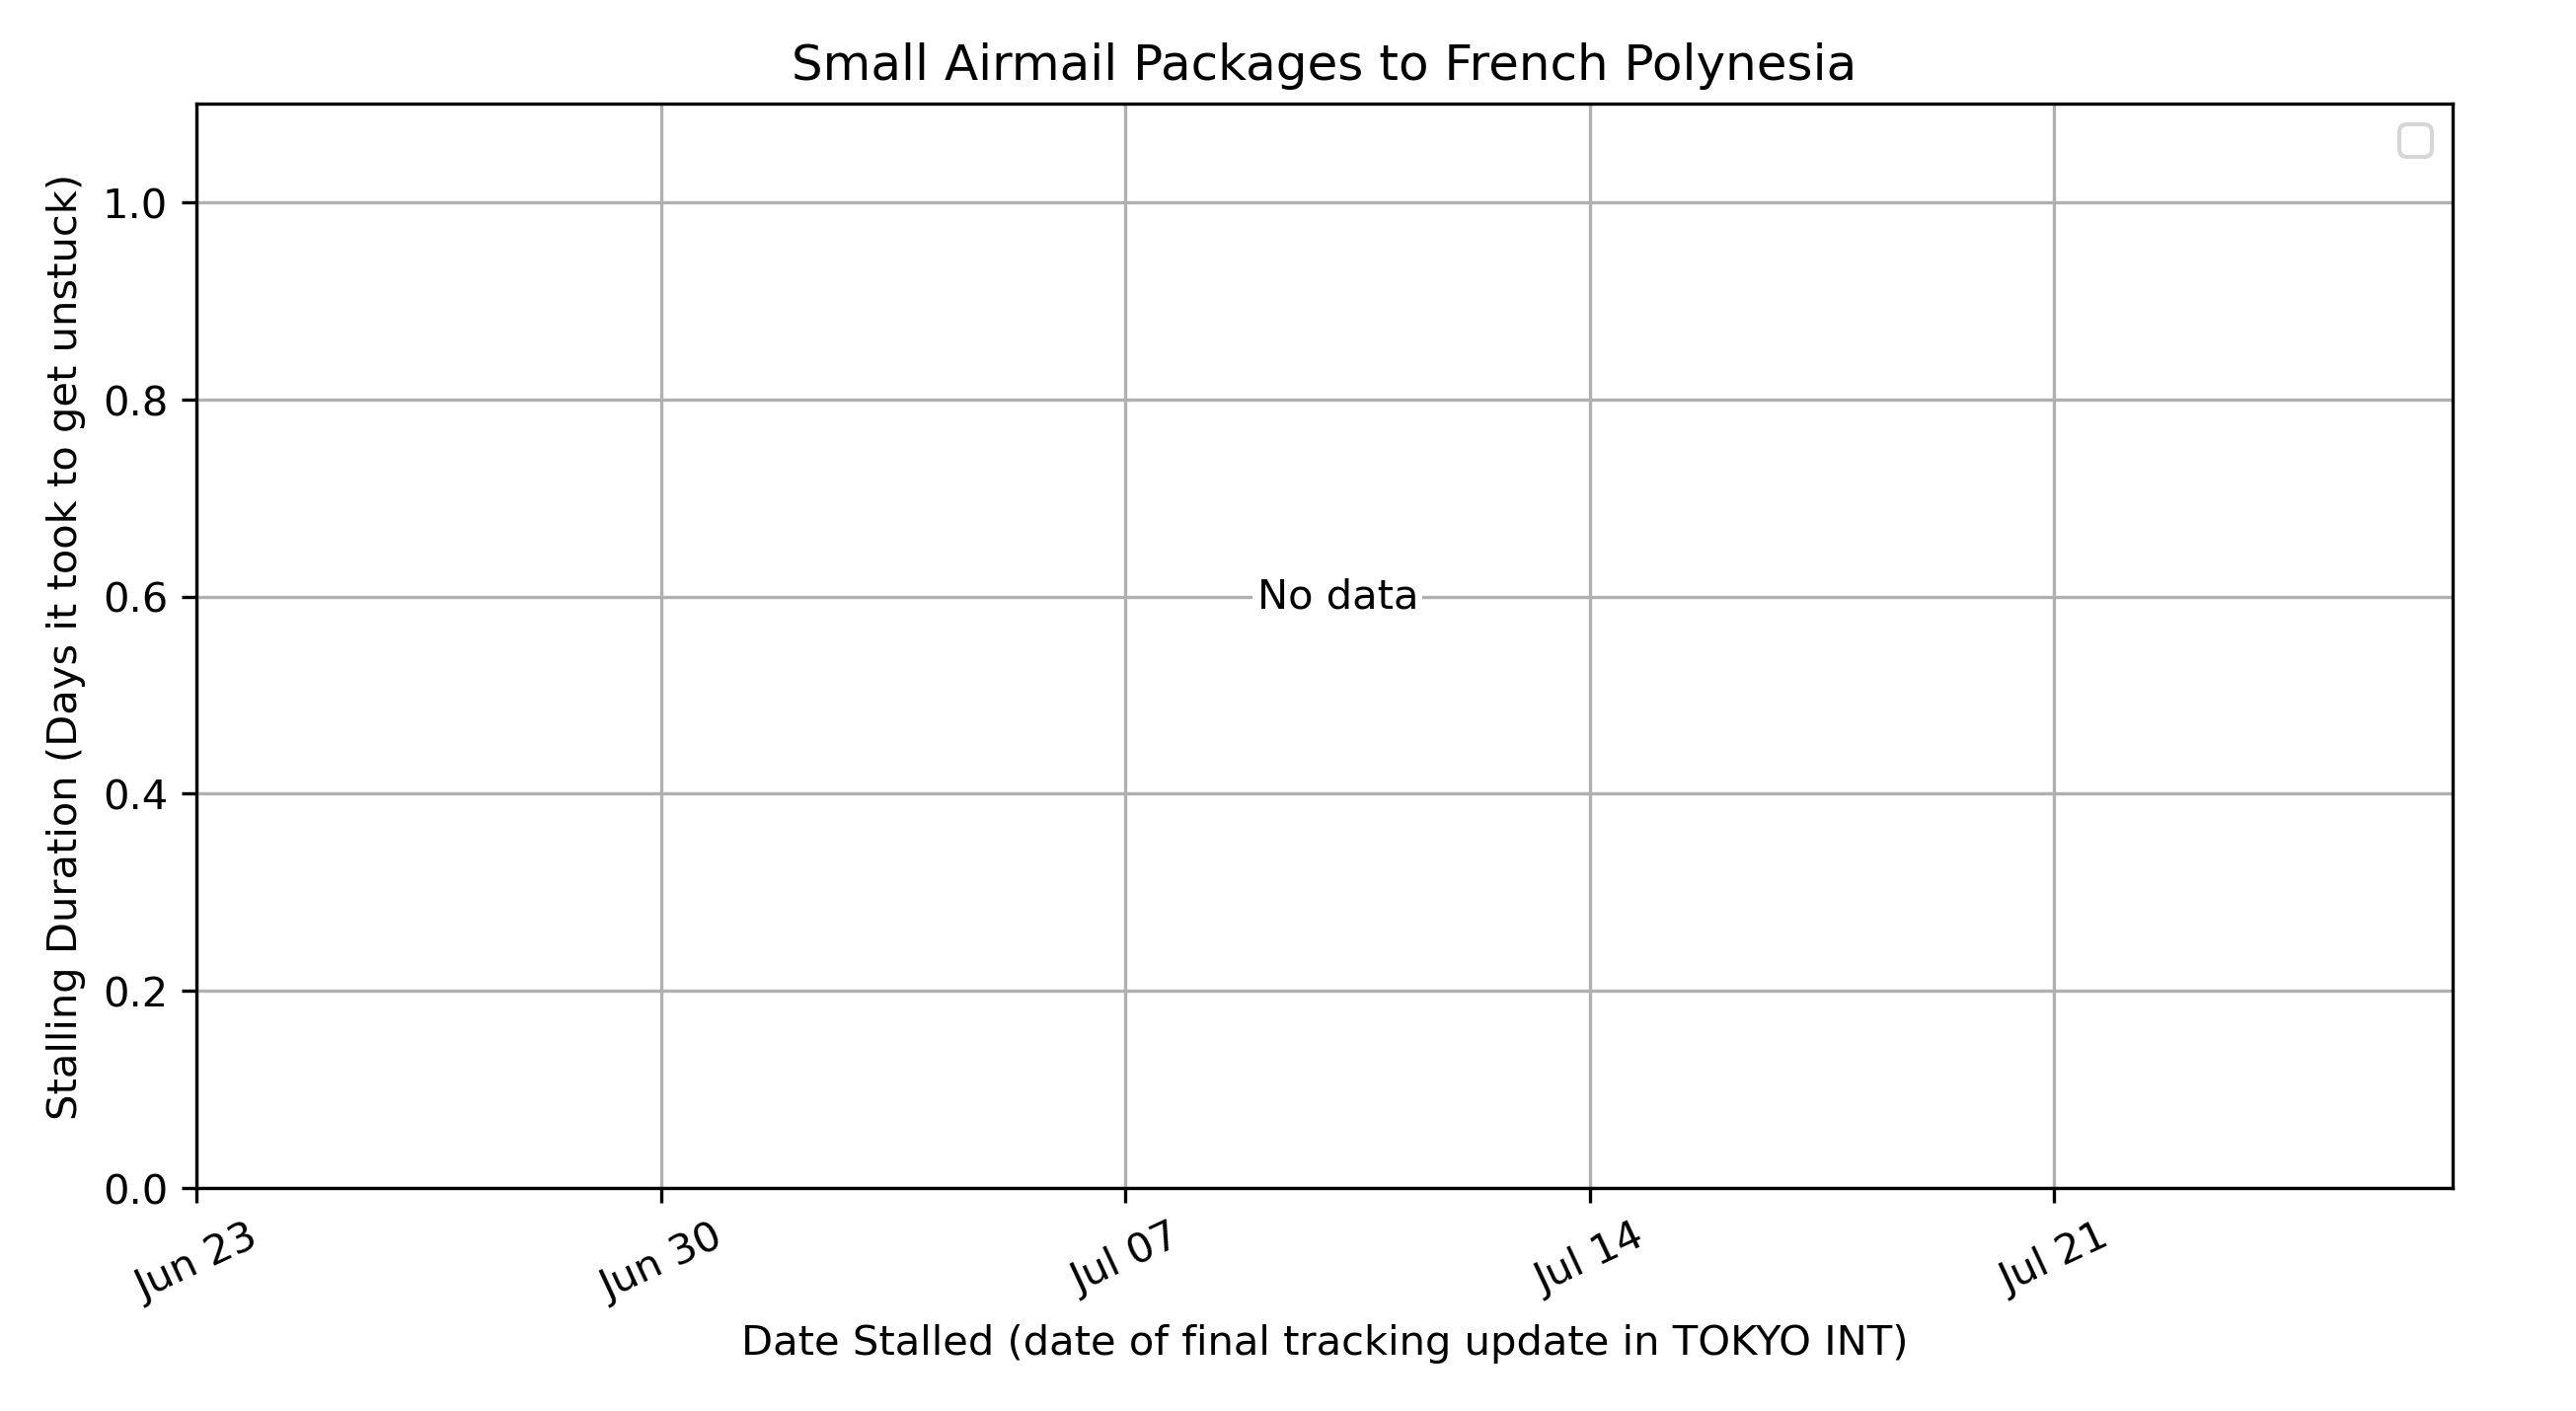 Small Airmail Packages to French Polynesia
Stalling Duration (Days it took to get unstuck)
1.0
0.8
0.6
0.4
0.2
0.0
No data
Jun 23
Jun 30
Jul 07
Jul 14
Jul 21
Date Stalled (date of final tracking update in TOKYO INT)